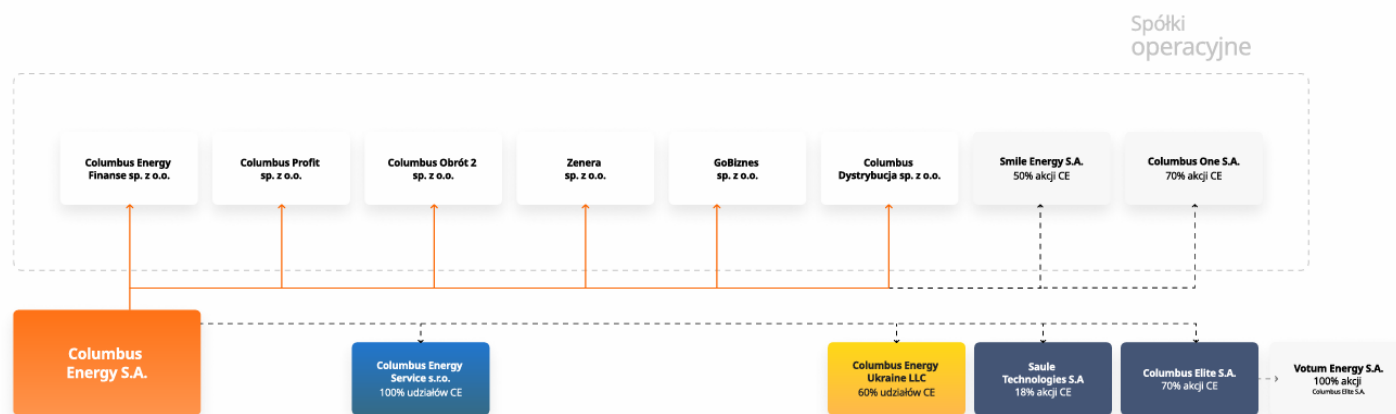 Spółki
operacyjne
Columbus Energy
Finanse sp. z o.o.
Columbus Profit
sp. z o.o.
Columbus Obrót 2
sp. z o.o.
Zenera
sp. z o.o.
GoBiznes
sp. z o.o.
Columbus
Dystrybucja sp. z o.o.
Smile Energy S.A.
50% akcji CE
Columbus One S.A.
70% akcji CE
Columbus
Energy S.A.
Columbus Energy
Service s.r.o.
100% udziałów CE
Columbus Energy
Ukraine LLC
60% udziałów CE
Saule
Technologies S.A
18% akcji CE
Columbus Elite S.A.
70% akcji CE
Votum Energy S.A.
100% akcji
Columbus Elite S.A.